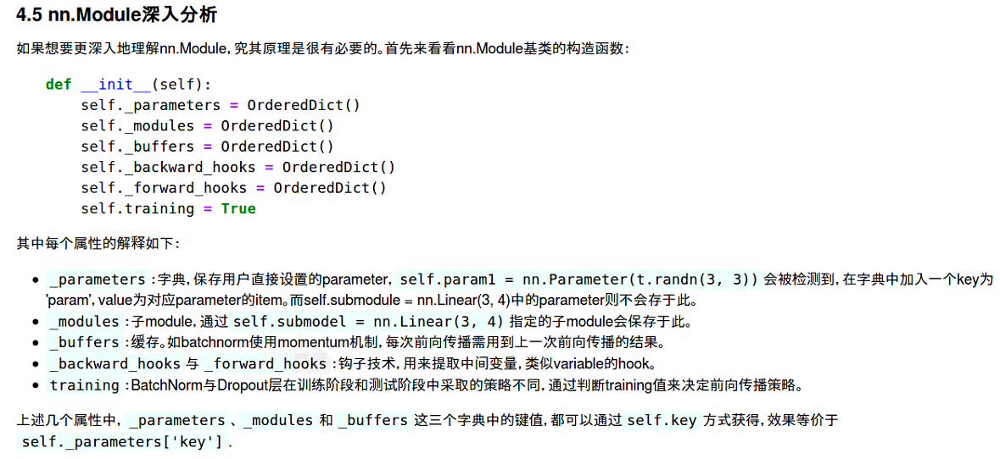 4.5 nn.Module深入分析
如果想要更深入地理解nn.Module，究其原理是很有必要的。首先来看看nn.Module基类的构造函数：
def __init__(self):
    self._parameters = OrderedDict()
    self._modules = OrderedDict()
    self._buffers = OrderedDict()
    self._backward_hooks = OrderedDict()
    self._forward_hooks = OrderedDict()
    self.training = True
其中每个属性的解释如下：
• _parameters：字典，保存用户直接设置的parameter，self.param1 = nn.Parameter(t.randn(3, 3)) 会被检测到，在字典中加入一个key为
'param'，value为对应parameter的item。而self.submodule = nn.Linear(3, 4)中的parameter则不会存于此。
• _modules：子module，通过 self.submodel = nn.Linear(3, 4) 指定的子module会保存于此。
• _buffers：缓存。如batchnorm使用momentum机制，每次前向传播需用到上一次前向传播的结果。
• _backward_hooks 与 _forward_hooks：钩子技术，用来提取中间变量，类似variable的hook。
• training：BatchNorm与Dropout层在训练阶段和测试阶段中采取的策略不同，通过判断training值来决定前向传播策略。
上述几个属性中，_parameters、_modules 和 _buffers 这三个字典中的键值，都可以通过 self.key 方式获得，效果等价于
self._parameters['key'] .